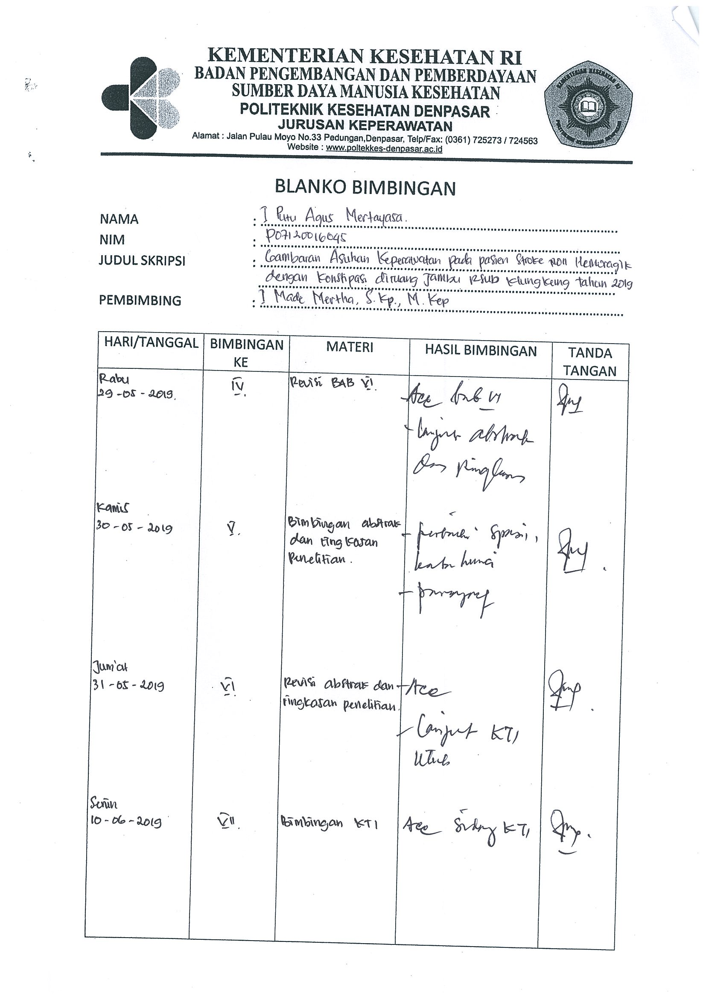 KEMENTERIAN KESEHATAN RI
BADAN PENGEMBANGAN DAN PEMBERDAYAAN
SUMBER DAYA MANUSIA KESEHATAN
POLITEKNIK KESEHATAN DENPASAR
JURUSAN KEPERAWATAN
Alamat : Jalan Pulau Moyo No.33 Pedungan,Denpasar, Telp/Fax: (0361) 725273 / 724563
Website : www.poltekkes-denpasar.ac.id
KEMENTERIAN KESEHATAN RI
POLITEKNIK KESEHATAN DENPASAR
BLANKO BIMBINGAN
NAMA : I Putu Agus Mertayasa.
NIM : P07120016045
JUDUL SKRIPSI : Gambaran Asuhan Keperawatan pada pasien Stroke non Hemoragik
dengan Konstipasi diruang Jambu RSUD Klungkung tahun 2019
PEMBIMBING : I Made Mertha, S.Kp., M.Kep
HARI/TANGGAL BIMBINGAN KE MATERI HASIL BIMBINGAN TANDA TANGAN
Rabu
29-05-2019. IV. Revisi BAB VI.
- Acc bab VI
- lanjut abstrak
dan ringkasan
Kamis
30-05-2019 V. Bimbingan abstrak
dan ringkasan
penelitian.
- perbaiki spasi,
kata kunci
- paragraf
Jum'at
31-05-2019 VI. Revisi abstrak dan
ringkasan penelitian.
- Acc
- Lanjut KTI
Utuh
Senin
10-06-2019 VII. Bimbingan KTI Acc Sidang KTI